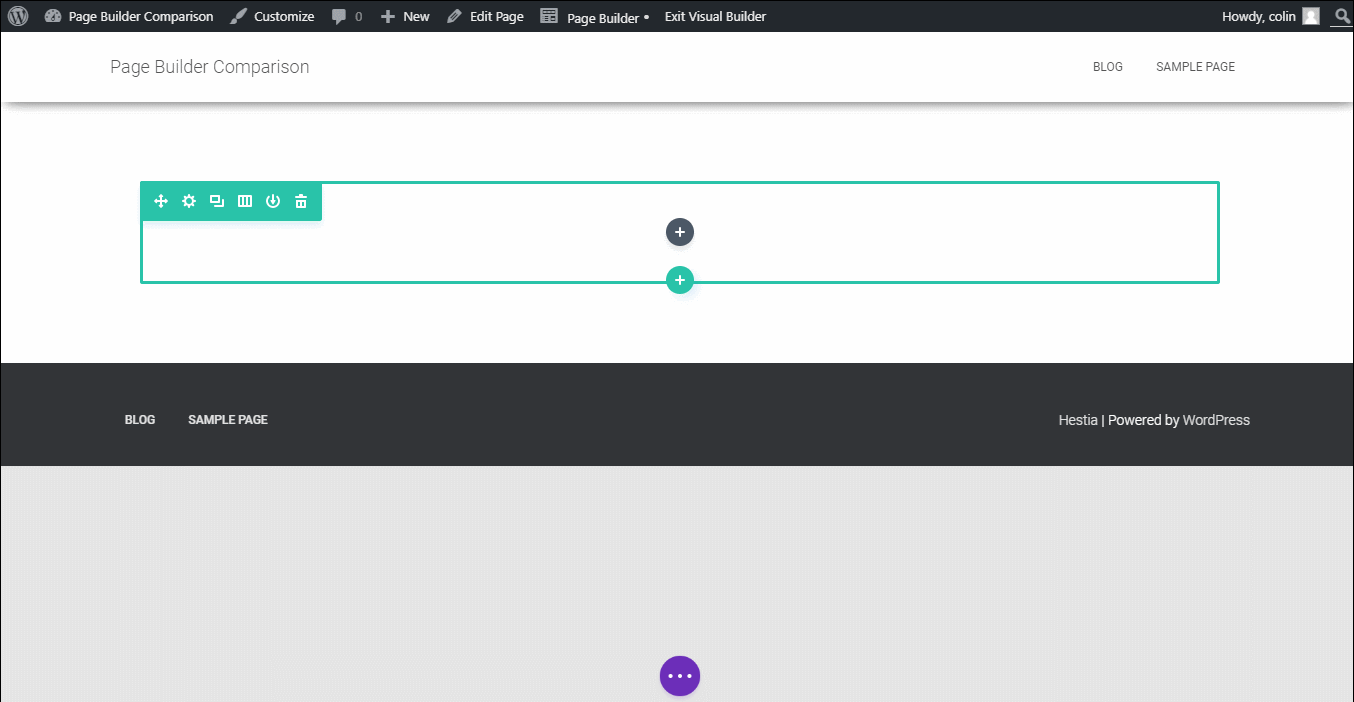 Page Builder Comparison Customize 0 New Edit Page Page Builder • Exit Visual Builder Howdy, colin
Page Builder Comparison BLOG SAMPLE PAGE
BLOG SAMPLE PAGE Hestia | Powered by WordPress